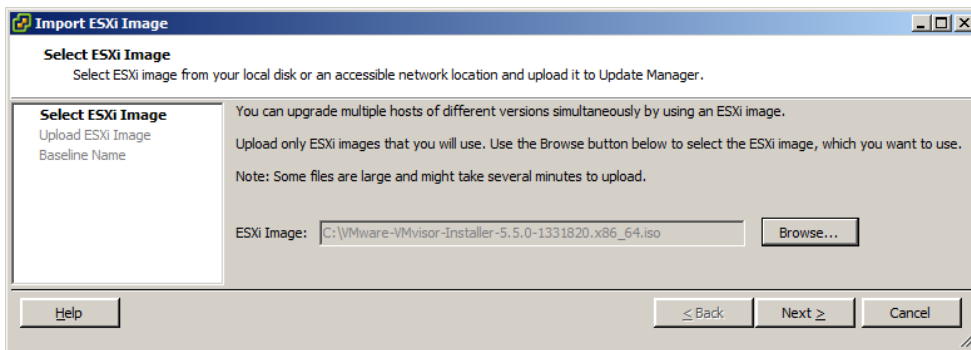 Import ESXi Image
Select ESXi Image
Select ESXi image from your local disk or an accessible network location and upload it to Update Manager.
Select ESXi Image
Upload ESXi Image
Baseline Name
You can upgrade multiple hosts of different versions simultaneously by using an ESXi image.
Upload only ESXi images that you will use. Use the Browse button below to select the ESXi image, which you want to use.
Note: Some files are large and might take several minutes to upload.
ESXi Image: C:\VMware-VMvisor-Installer-5.5.0-1331820.x86_64.iso Browse...
Help < Back Next > Cancel